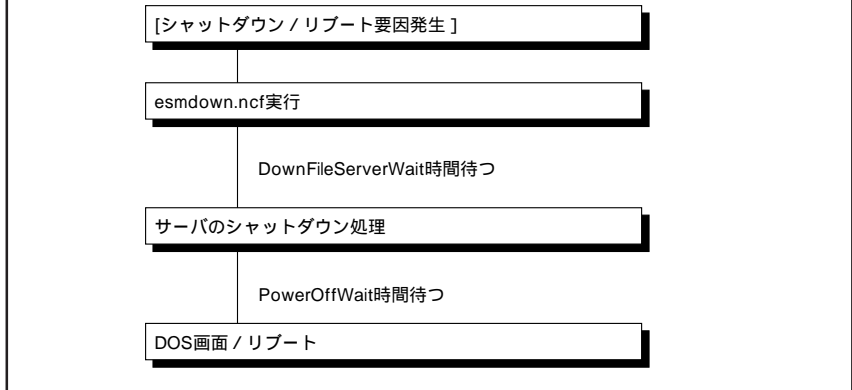 [シャットダウン / リブート要因発生 ]
esmdown.ncf実行
DownFileServerWait時間待つ
サーバのシャットダウン処理
PowerOffWait時間待つ
DOS画面 / リブート